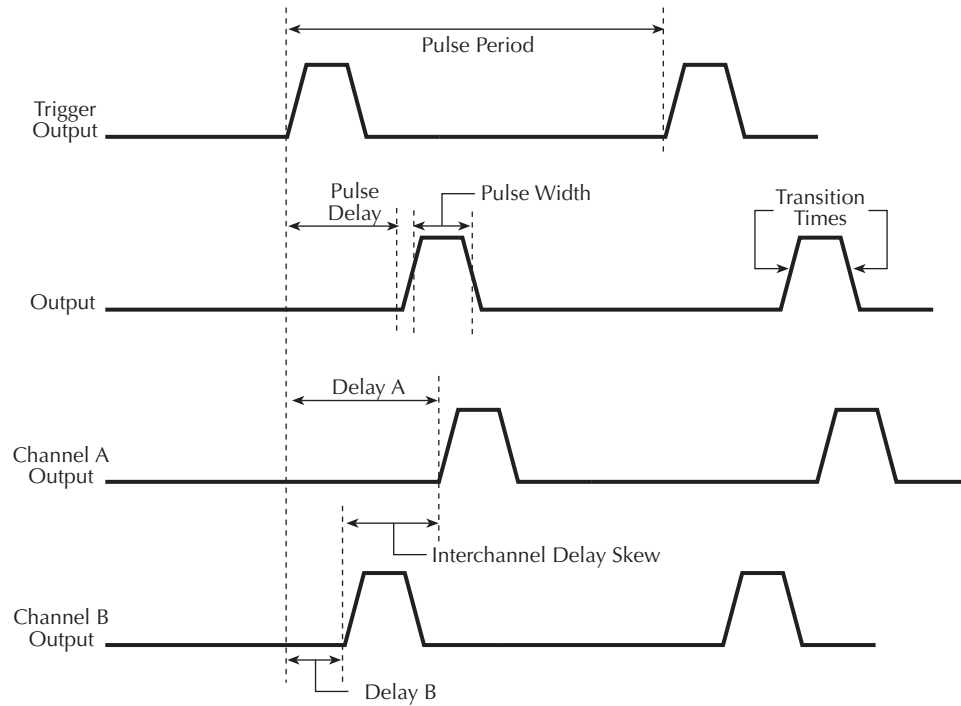 Pulse Period
Trigger
Output
Pulse
Delay
Pulse Width
Transition
Times
Output
Delay A
Channel A
Output
Interchannel Delay Skew
Channel B
Output
Delay B